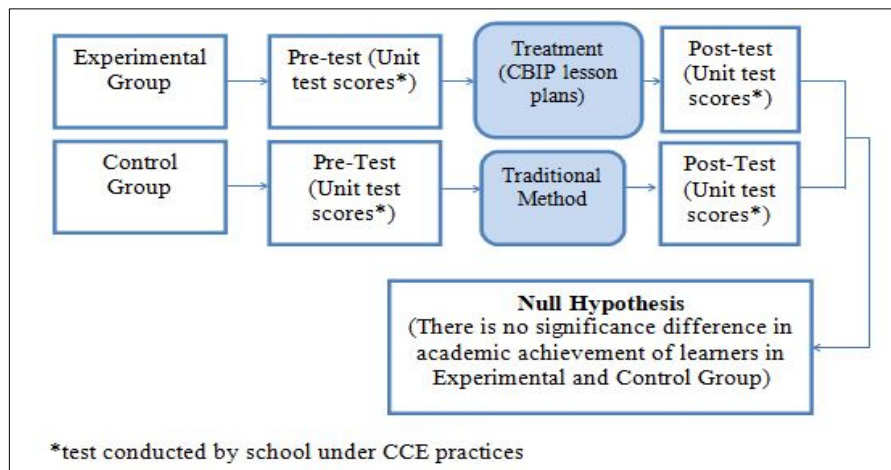 Experimental
Group
Pre-test (Unit
test scores*)
Treatment
(CBIP lesson
plans)
Post-test
(Unit test
scores*)
Control
Group
Pre-Test
(Unit test
scores*)
Traditional
Method
Post-Test
(Unit test
scores*)
Null Hypothesis
(There is no significance difference in
academic achievement of learners in
Experimental and Control Group)
*test conducted by school under CCE practices